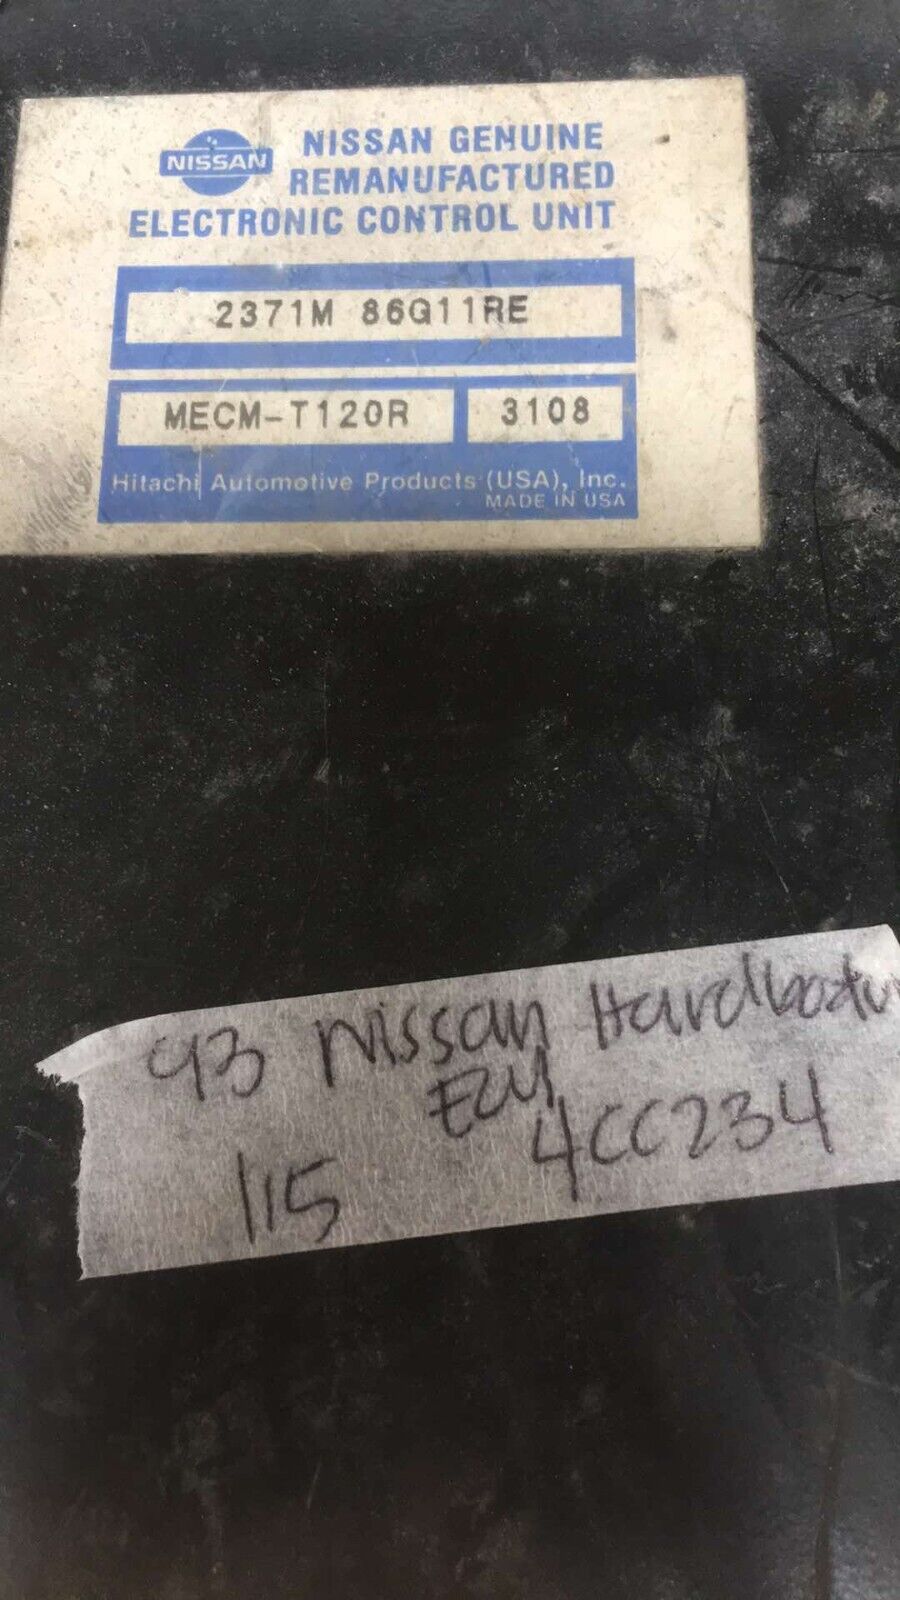 NISSAN
NISSAN GENUINE
REMANUFACTURED
ELECTRONIC CONTROL UNIT
2371M 86G11RE
MECM-T120R 3108
Hitachi Automotive Products (USA), Inc.
MADE IN USA
93 Nissan Hardbody
ECU
115 4CC234